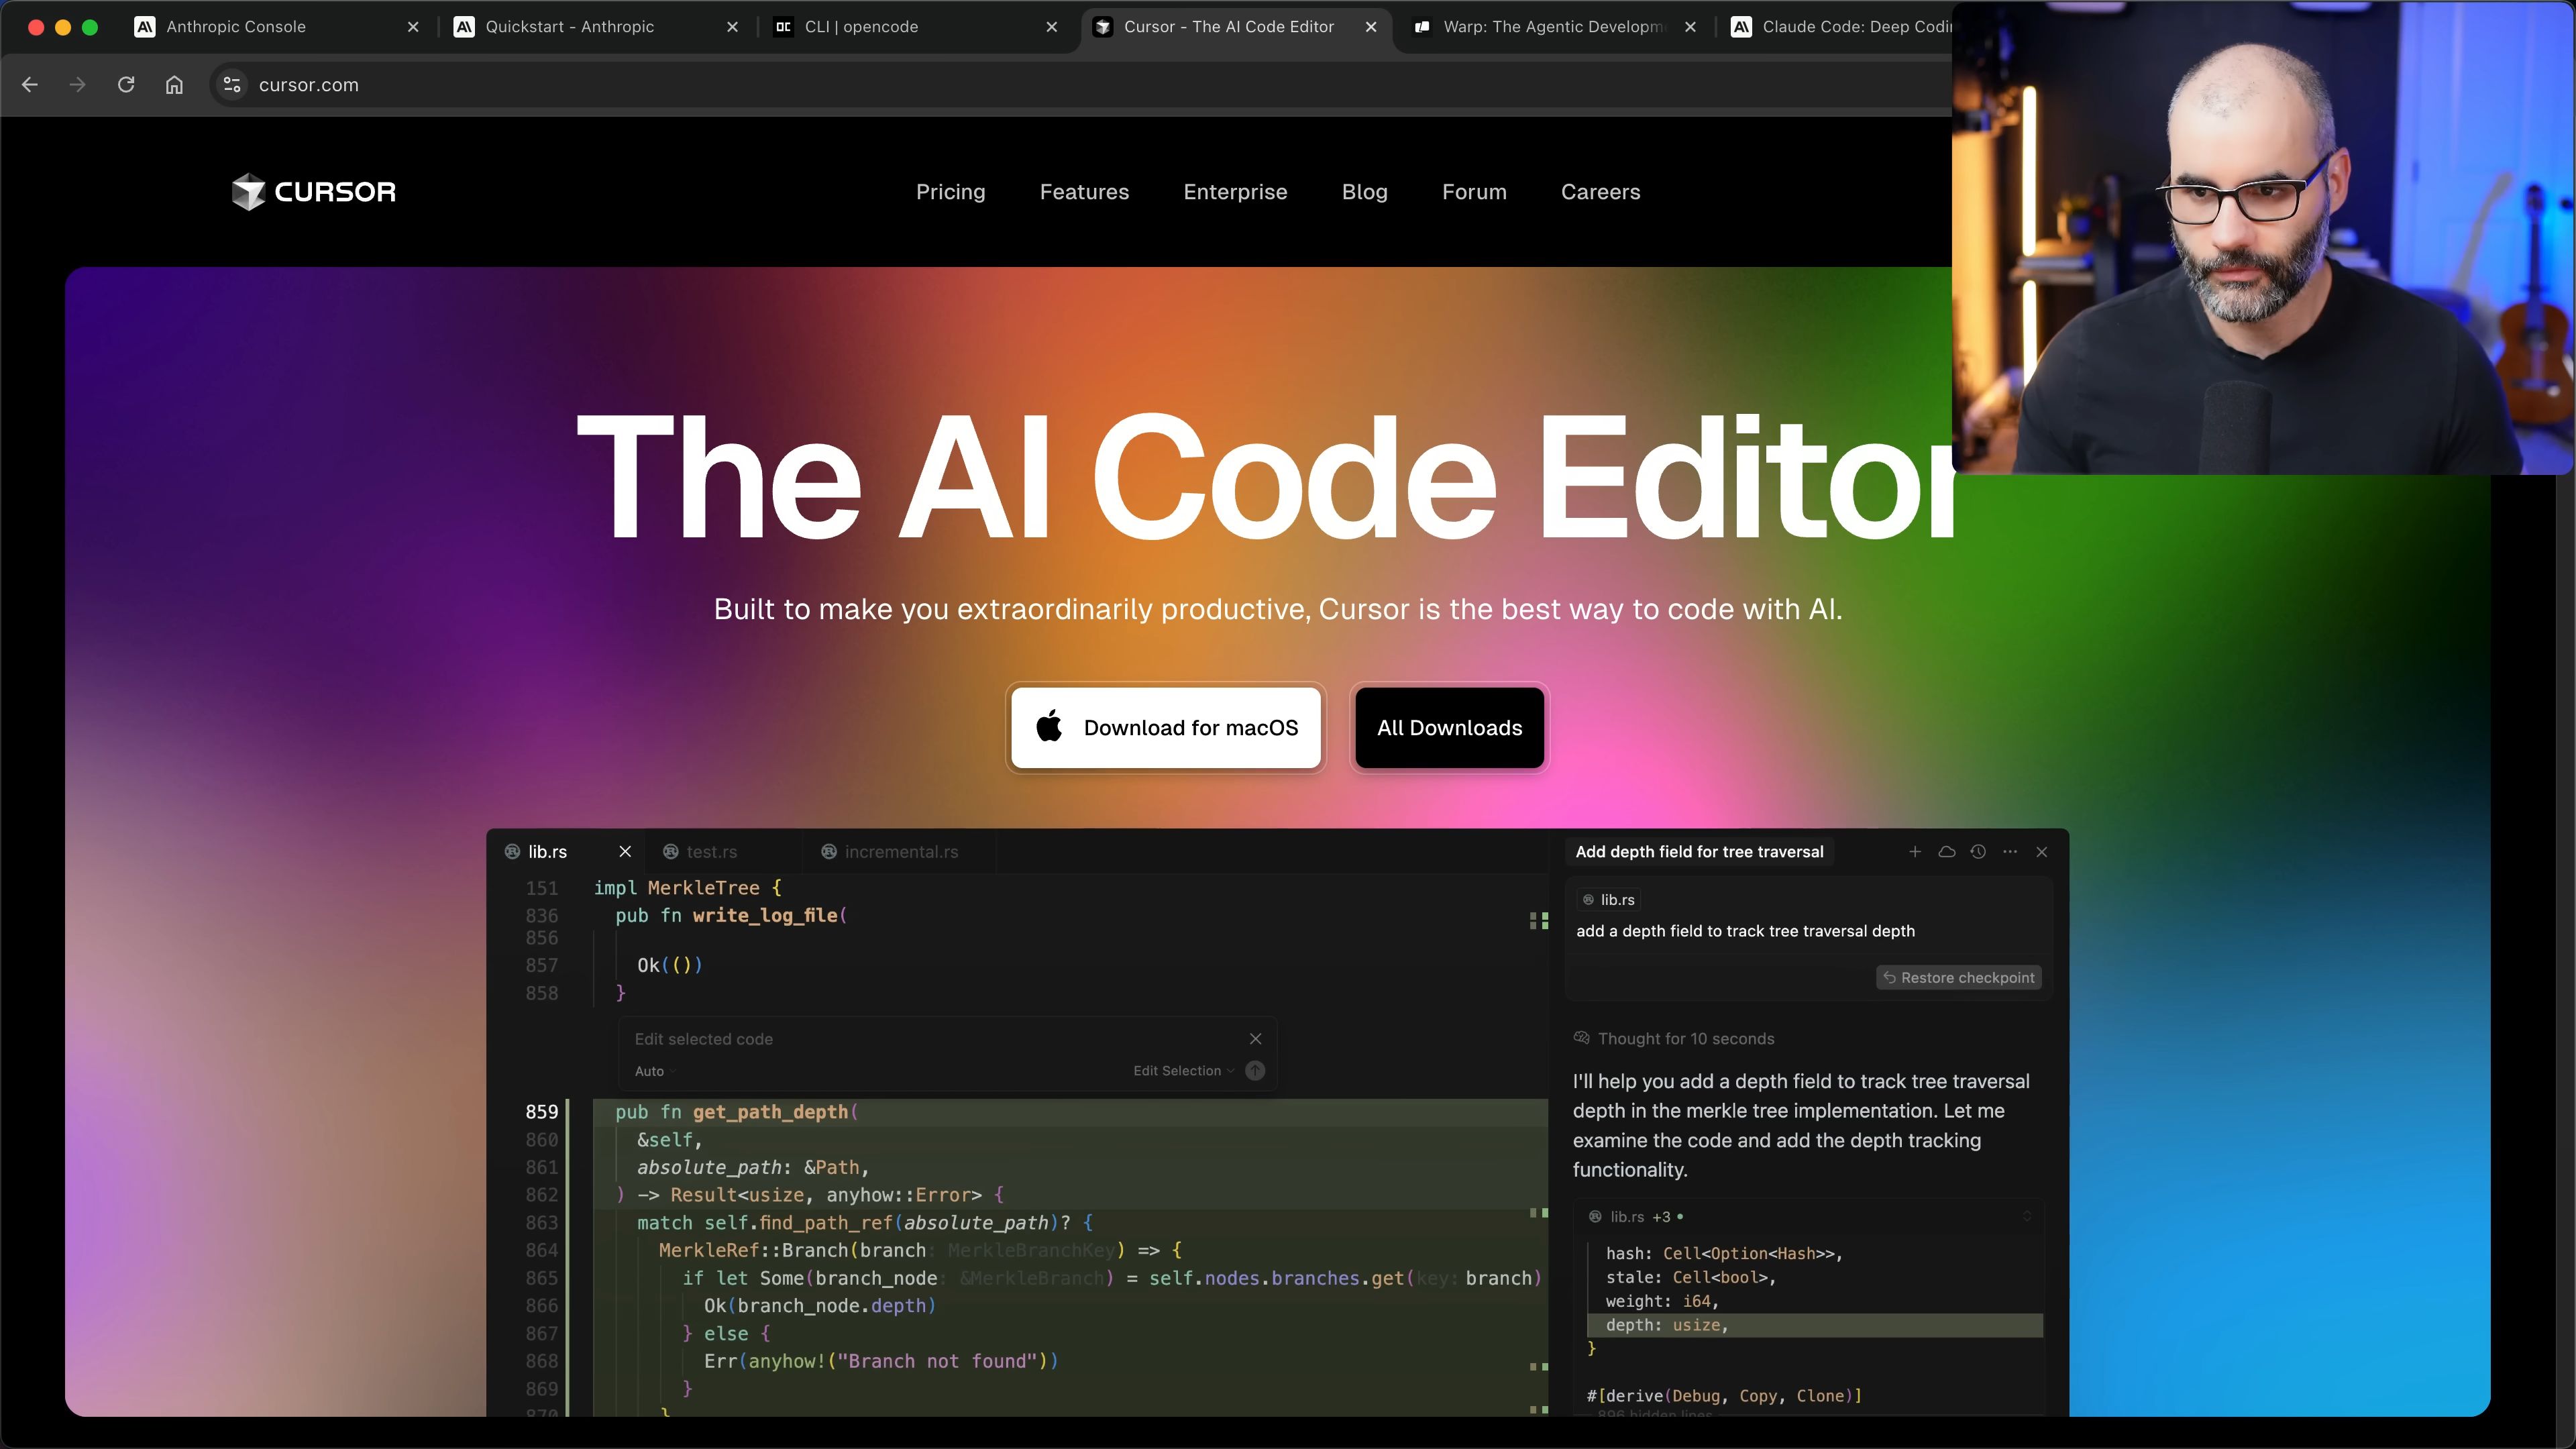 Anthropic Console
Quickstart - Anthropic
CLI | opencode
Cursor - The AI Code Editor
Warp: The Agentic Developm
Claude Code: Deep Codi
cursor.com
CURSOR
Pricing
Features
Enterprise
Blog
Forum
Careers
The AI Code Editor
Built to make you extraordinarily productive, Cursor is the best way to code with AI.
Download for macOS
All Downloads
lib.rs
test.rs
incremental.rs
151 impl MerkleTree {
836 pub fn write_log_file(
856
857 Ok(())
858 }
Edit selected code
Auto
Edit Selection
859 pub fn get_path_depth(
860 &self,
861 absolute_path: &Path,
862 ) -> Result<usize, anyhow::Error> {
863 match self.find_path_ref(absolute_path)? {
864 MerkleRef::Branch(branch: MerkleBranchKey) => {
865 if let Some(branch_node: &MerkleBranch) = self.nodes.branches.get(key: branch)
866 Ok(branch_node.depth)
867 } else {
868 Err(anyhow!("Branch not found"))
869 }
870 }
Add depth field for tree traversal
lib.rs
add a depth field to track tree traversal depth
Restore checkpoint
Thought for 10 seconds
I'll help you add a depth field to track tree traversal
depth in the merkle tree implementation. Let me
examine the code and add the depth tracking
functionality.
lib.rs +3
hash: Cell<Option<Hash>>,
stale: Cell<bool>,
weight: i64,
depth: usize,
}
#[derive(Debug, Copy, Clone)]
896 hidden lines